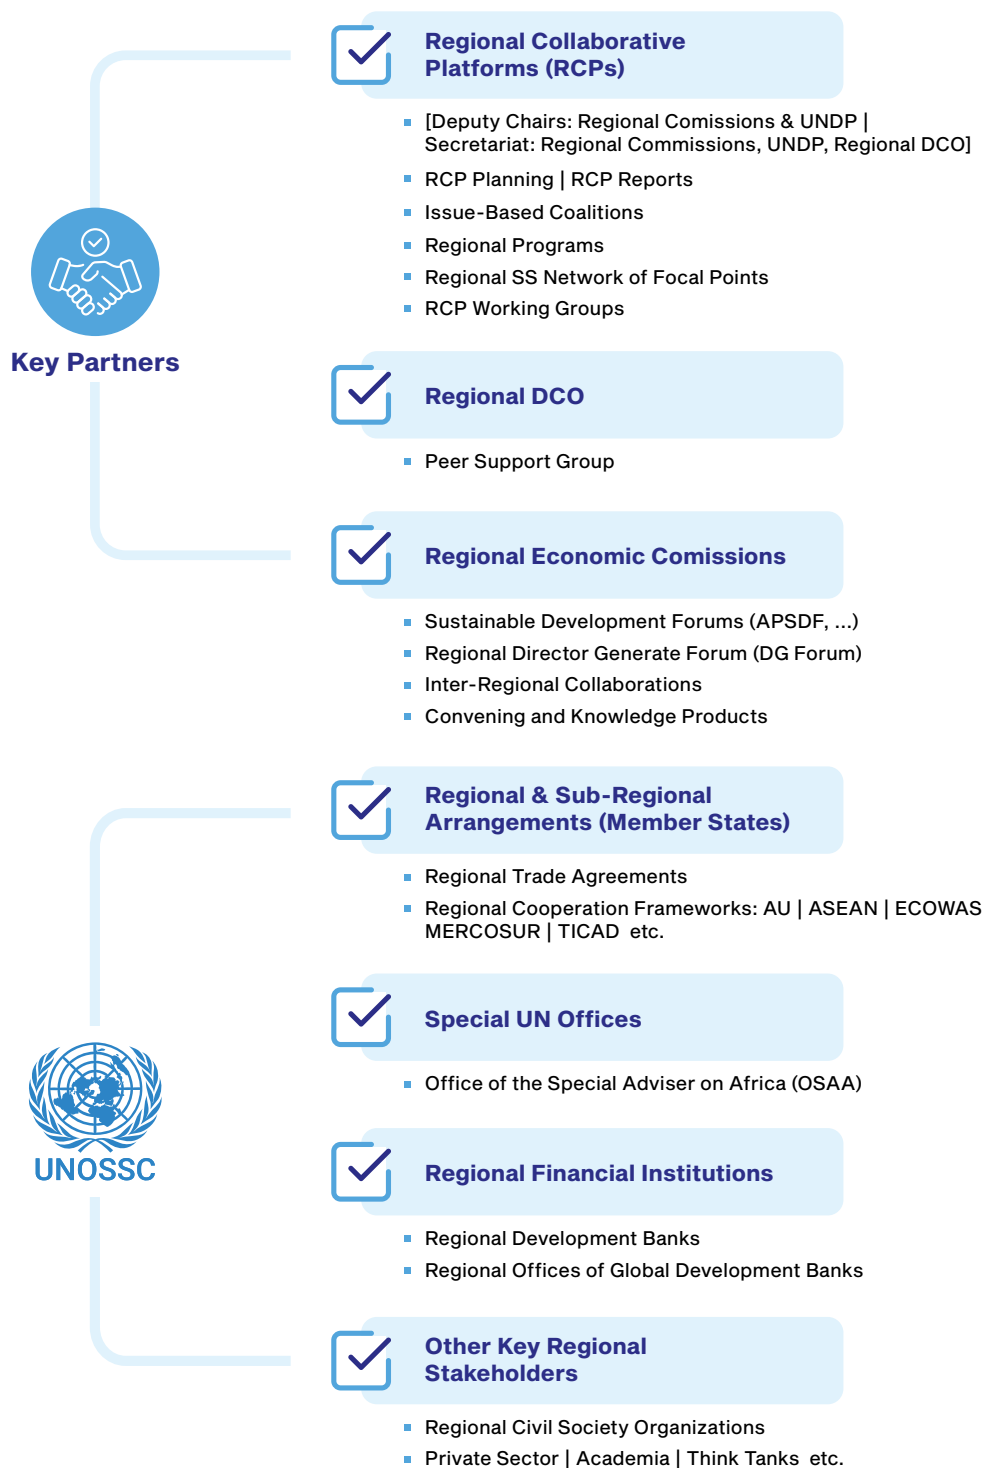 Regional Collaborative
Platforms (RCPs)
[Deputy Chairs: Regional Comissions & UNDP |
Secretariat: Regional Commissions, UNDP, Regional DCO]
RCP Planning | RCP Reports
Issue-Based Coalitions
Regional Programs
Regional SS Network of Focal Points
RCP Working Groups
Key Partners
Regional DCO
Peer Support Group
Regional Economic Comissions
Sustainable Development Forums (APSDF, ...)
Regional Director Generate Forum (DG Forum)
Inter-Regional Collaborations
Convening and Knowledge Products
Regional & Sub-Regional
Arrangements (Member States)
Regional Trade Agreements
Regional Cooperation Frameworks: AU | ASEAN | ECOWAS
MERCOSUR | TICAD etc.
Special UN Offices
Office of the Special Adviser on Africa (OSAA)
UNOSSC
Regional Financial Institutions
Regional Development Banks
Regional Offices of Global Development Banks
Other Key Regional
Stakeholders
Regional Civil Society Organizations
Private Sector | Academia | Think Tanks etc.